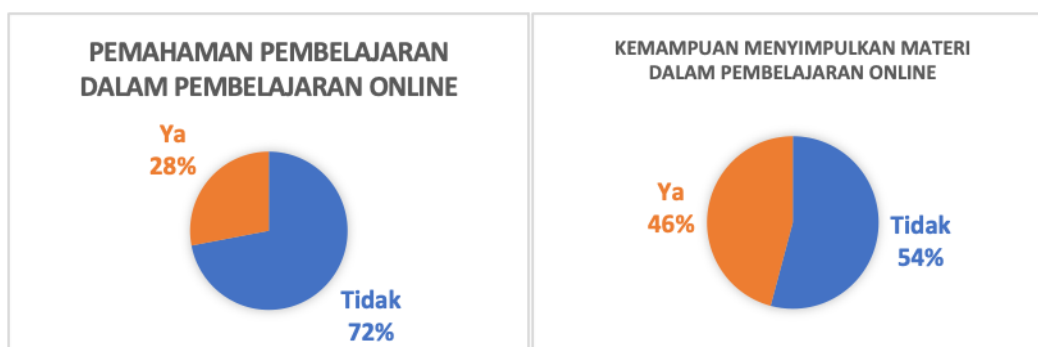 PEMAHAMAN PEMBELAJARAN
DALAM PEMBELAJARAN ONLINE
Ya
28%
Tidak
72%
KEMAMPUAN MENYIMPULKAN MATERI
DALAM PEMBELAJARAN ONLINE
Ya
46%
Tidak
54%